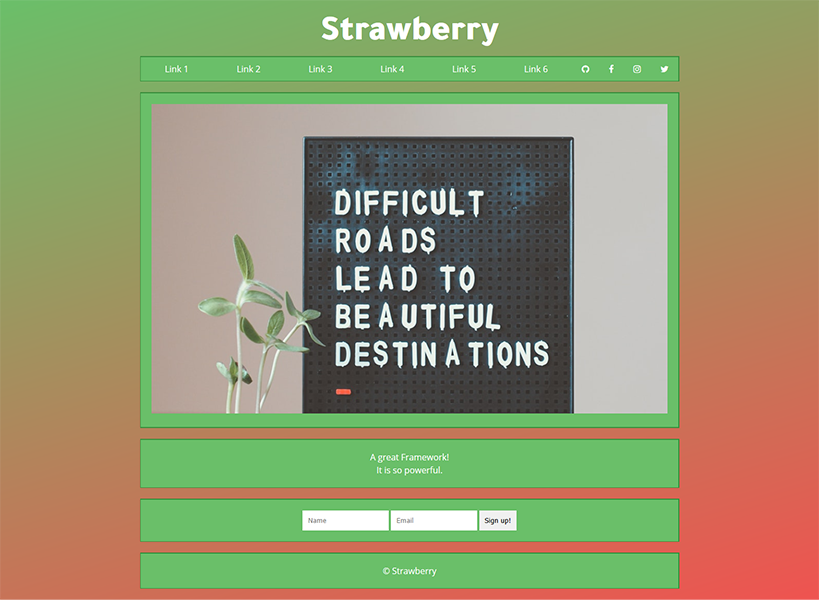 Strawberry
Link 1 Link 2 Link 3 Link 4 Link 5 Link 6
DIFFICULT
ROADS
LEAD TO
BEAUTIFUL
DESTINATIONS
A great Framework!
It is so powerful.
Name Email Sign up!
© Strawberry